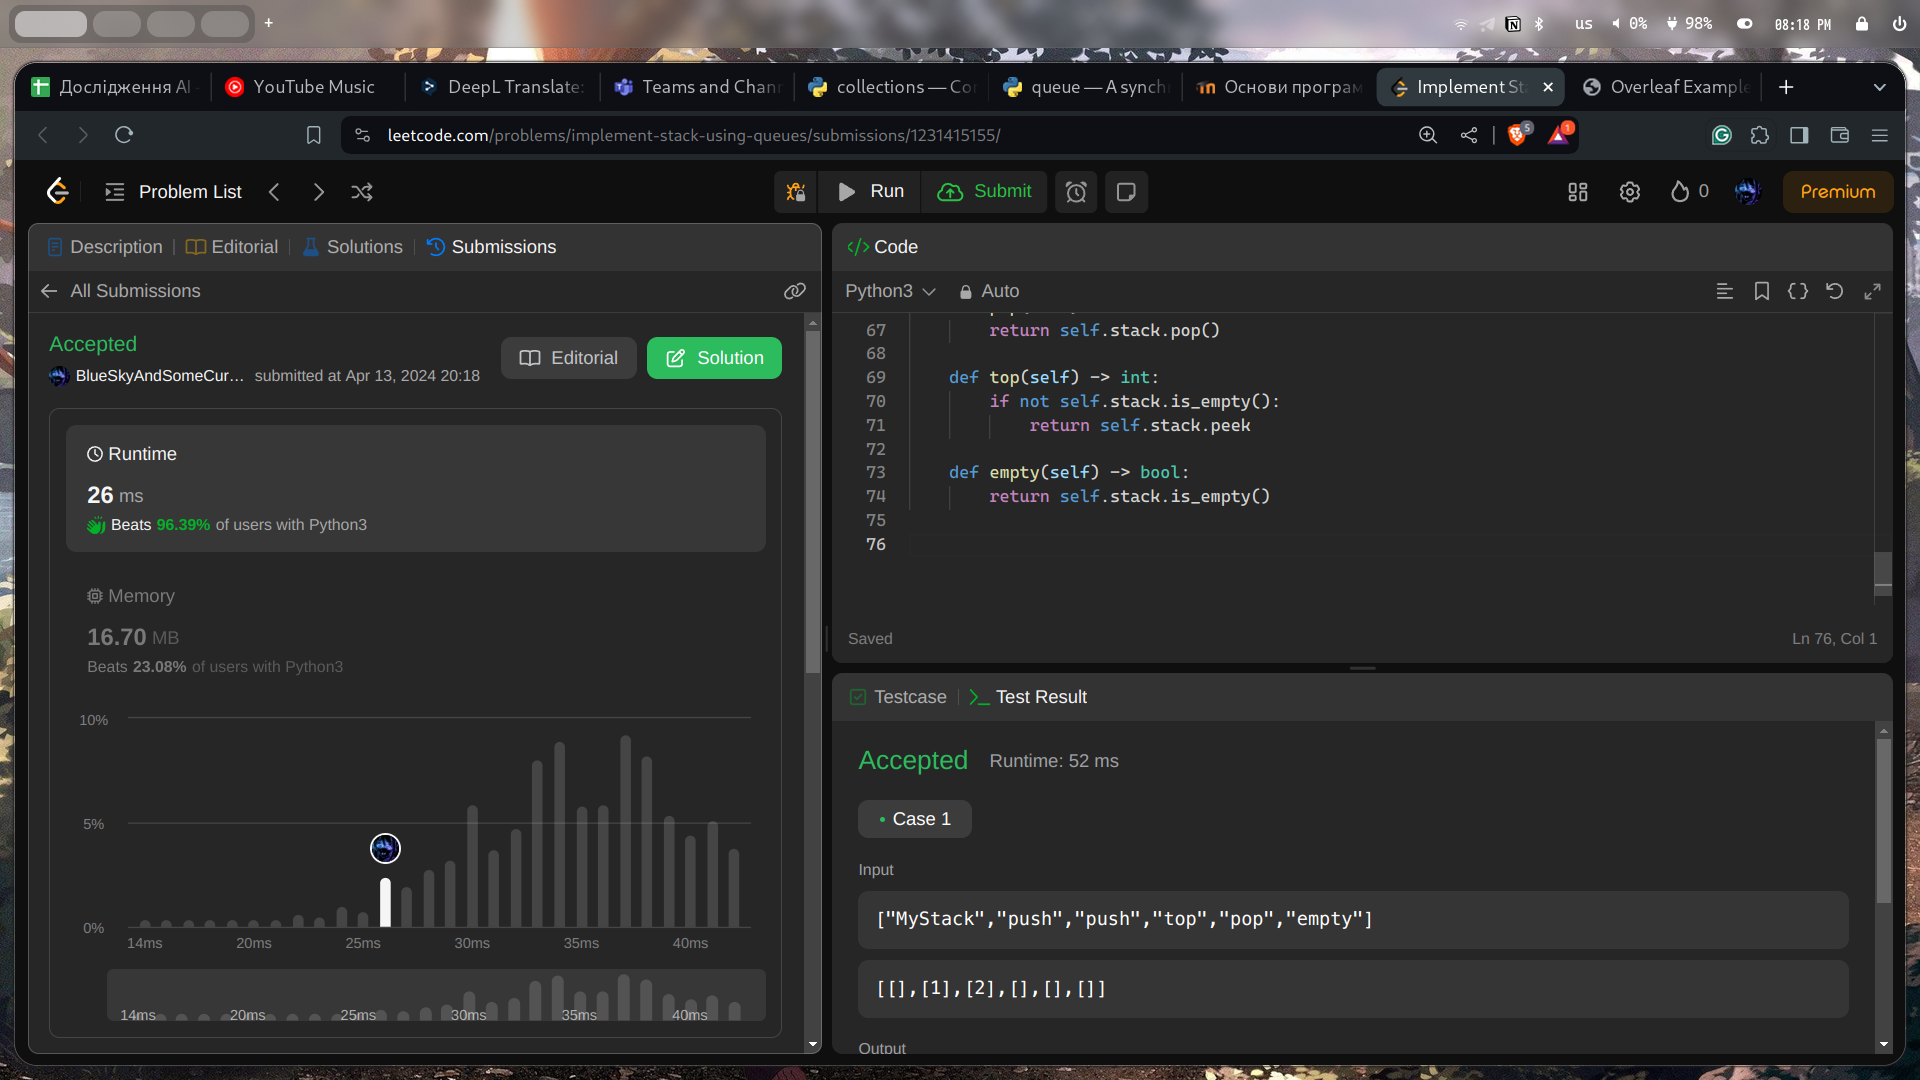 +
us
0%
98%
08:18 PM
Дослідження AI
YouTube Music
DeepL Translate:
Teams and Chann
collections — Con
queue — A synch
Основи програм
Implement St
Overleaf Example
leetcode.com/problems/implement-stack-using-queues/submissions/1231415155/
5
1
Problem List
Run
Submit
0
Premium
Description
Editorial
Solutions
Submissions
All Submissions
Accepted
BlueSkyAndSomeCur...
submitted at Apr 13, 2024 20:18
Editorial
Solution
Runtime
26 ms
Beats 96.39% of users with Python3
Memory
16.70 MB
Beats 23.08% of users with Python3
10%
5%
0%
14ms
20ms
25ms
30ms
35ms
40ms
14ms
20ms
25ms
30ms
35ms
40ms
</> Code
Python3
Auto
67 return self.stack.pop()
68
69 def top(self) -> int:
70 if not self.stack.is_empty():
71 return self.stack.peek
72
73 def empty(self) -> bool:
74 return self.stack.is_empty()
75
76
Saved
Ln 76, Col 1
Testcase
Test Result
Accepted
Runtime: 52 ms
Case 1
Input
["MyStack","push","push","top","pop","empty"]
[[],[1],[2],[],[],[]]
Output